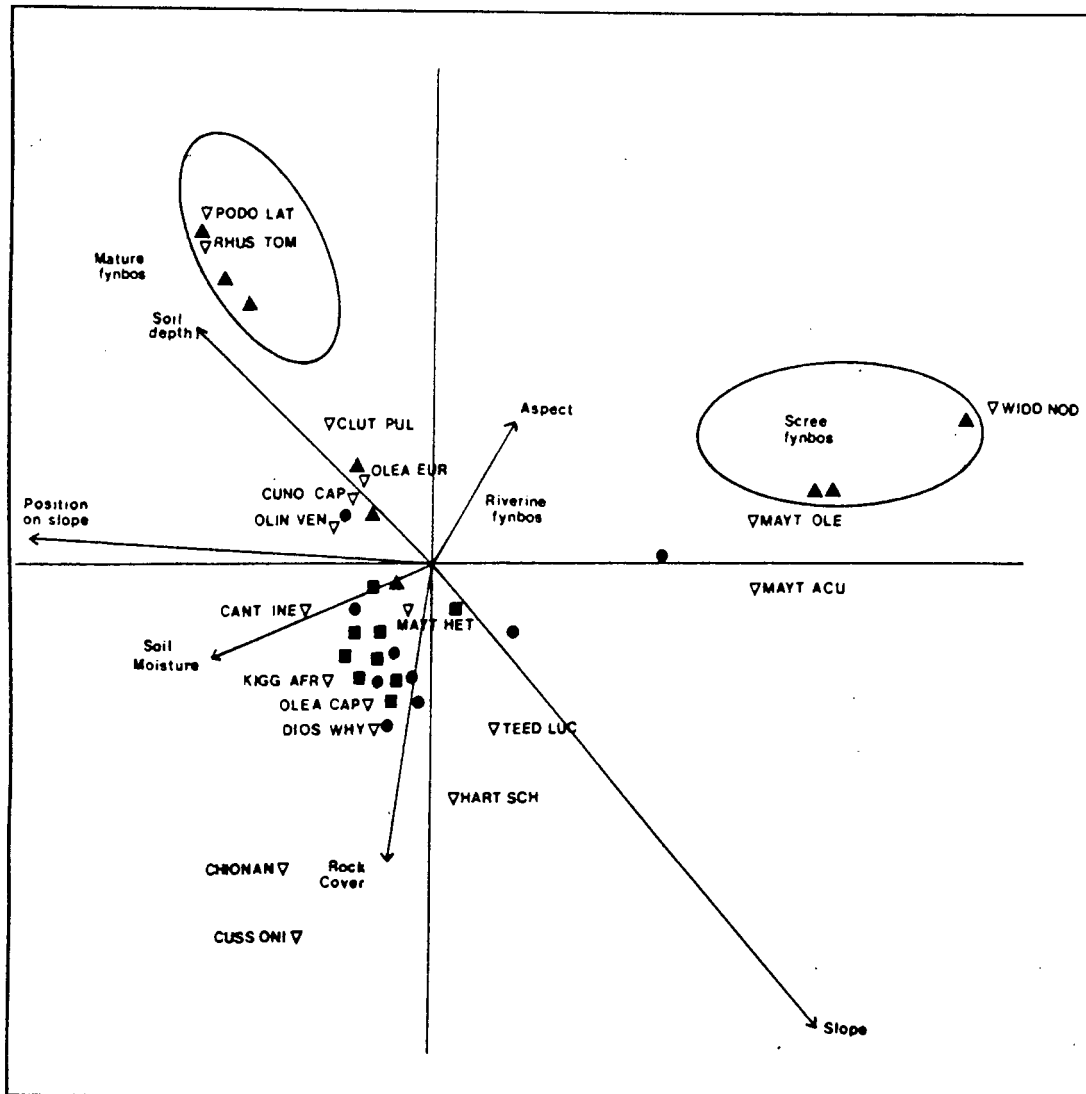 PODO LAT
RHUS TOM
Mature
fynbos
Soil
depth
Aspect
WIDD NOD
Scree
fynbos
CLUT PUL
OLEA EUR
CUNO CAP
Riverine
fynbos
Position
on slope
OLIN VEN
MAYT OLE
MAYT ACU
CANT INE
MAYT HET
Soil
Moisture
KIGG AFR
OLEA CAP
DIOS WHY
TEED LUC
HART SCH
CHIONAN
Rock
Cover
CUSSONI
Slope